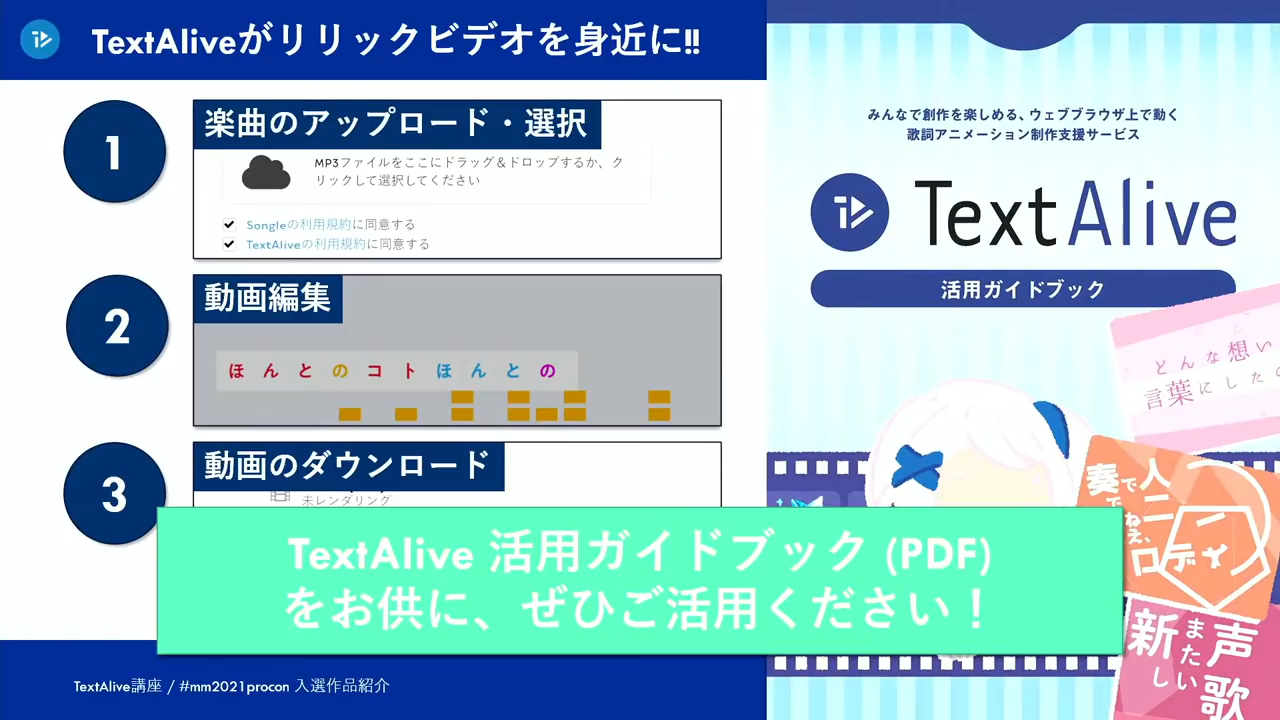 TextAliveがリリックビデオを身近に!!
1
楽曲のアップロード・選択
MP3ファイルをここにドラッグ＆ドロップするか、ク
リックして選択してください
Songleの利用規約に同意する
TextAliveの利用規約に同意する
2
動画編集
ほんとのコトほんとの
3
動画のダウンロード
未レンダリング
みんなで創作を楽しめる、ウェブブラウザ上で動く
歌詞アニメーション制作支援サービス
TextAlive
活用ガイドブック
どんな想い
言葉にしたの
奏でで
人ニねえ、
ロディ
新しい
また
声
歌
TextAlive 活用ガイドブック (PDF)
をお供に、ぜひご活用ください！
TextAlive講座 / #mm2021procon 入選作品紹介